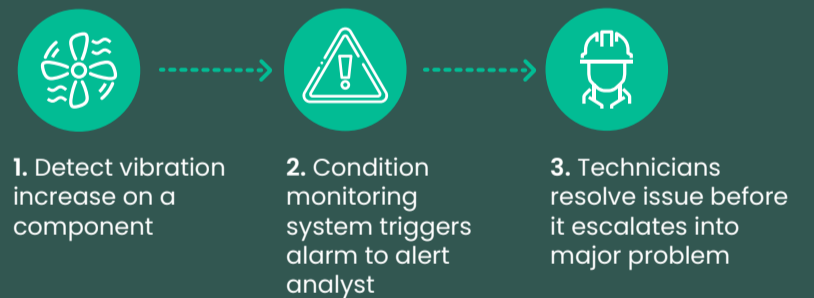 1. Detect vibration
increase on a
component
2. Condition
monitoring
system triggers
alarm to alert
analyst
3. Technicians
resolve issue before
it escalates into
major problem